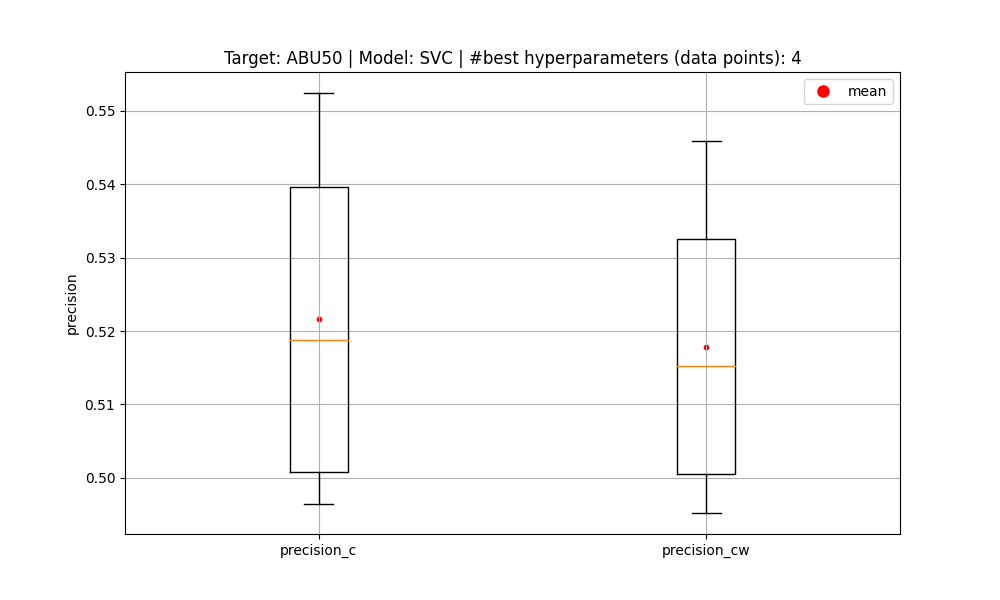 Target: ABU50 | Model: SVC | #best hyperparameters (data points): 4
mean
0.55
0.54
0.53
0.52
0.51
0.50
precision
precision_c
precision_cw